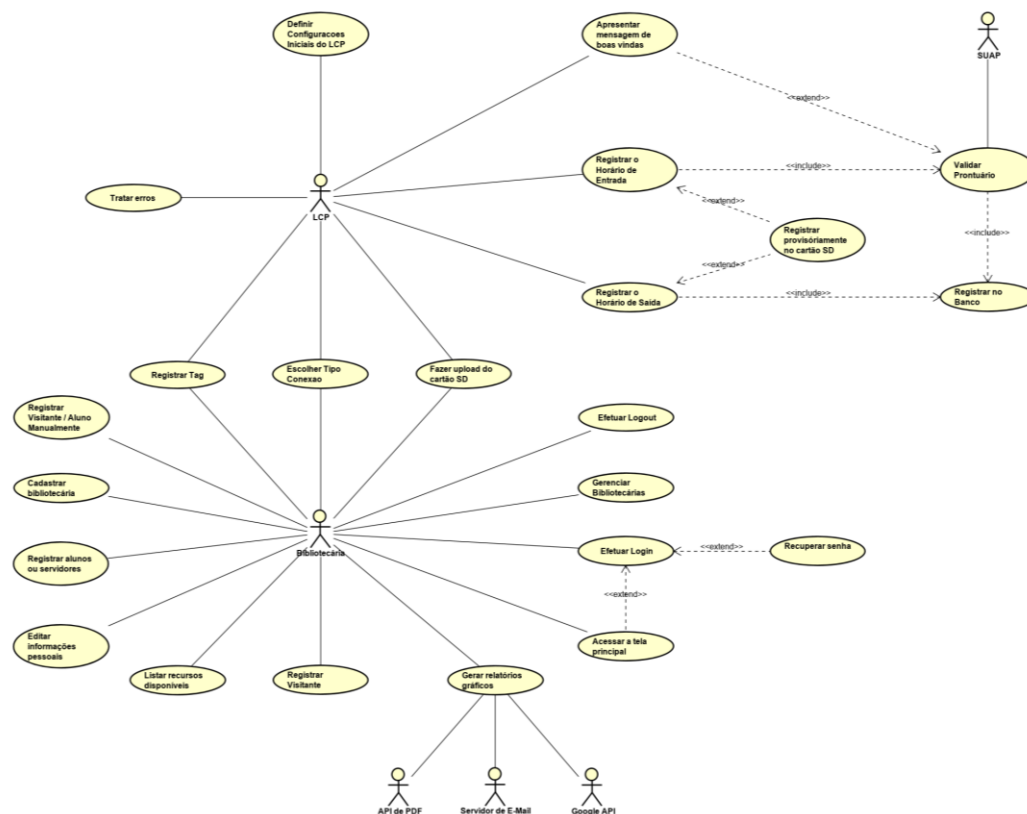 Definir
Configuracoes
Iniciais do LCP
Apresentar
mensagem de
boas vindas
SUAP
<<extend>>
Registrar o
Horário de
Entrada
<<include>>
Validar
Prontuário
Tratar erros
LCP
<<extend>>
Registrar
provisóriamente
no cartão SD
<<include>>
<<extend>>
Registrar o
Horário de Saída
<<include>>
Registrar no
Banco
Registrar Tag
Escolher Tipo
Conexao
Fazer upload do
cartão SD
Registrar
Visitante / Aluno
Manualmente
Efetuar Logout
Cadastrar
bibliotecária
Gerenciar
Bibliotecárias
Registrar alunos
ou servidores
Bibliotecária
Efetuar Login
<<extend>>
Recuperar senha
<<extend>>
Editar
informações
pessoais
Acessar a tela
principal
Listar recursos
disponíveis
Registrar
Visitante
Gerar relatórios
gráficos
API de PDF
Servidor de E-Mail
Google API